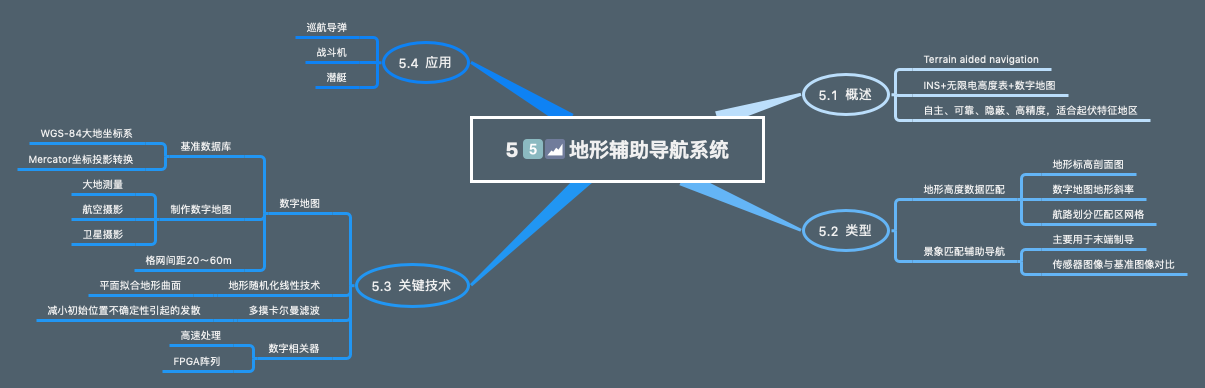 5 5 地形辅助导航系统
5.1 概述
Terrain aided navigation
INS+无限电高度表+数字地图
自主、可靠、隐蔽、高精度，适合起伏特征地区
5.2 类型
地形高度数据匹配
地形标高剖面图
数字地图地形斜率
航路划分匹配区网格
景象匹配辅助导航
主要用于末端制导
传感器图像与基准图像对比
5.3 关键技术
数字地图
基准数据库
WGS-84大地坐标系
Mercator坐标投影转换
制作数字地图
大地测量
航空摄影
卫星摄影
格网间距20～60m
地形随机化线性技术
平面拟合地形曲面
多摸卡尔曼滤波
减小初始位置不确定性引起的发散
数字相关器
高速处理
FPGA阵列
5.4 应用
巡航导弹
战斗机
潜艇